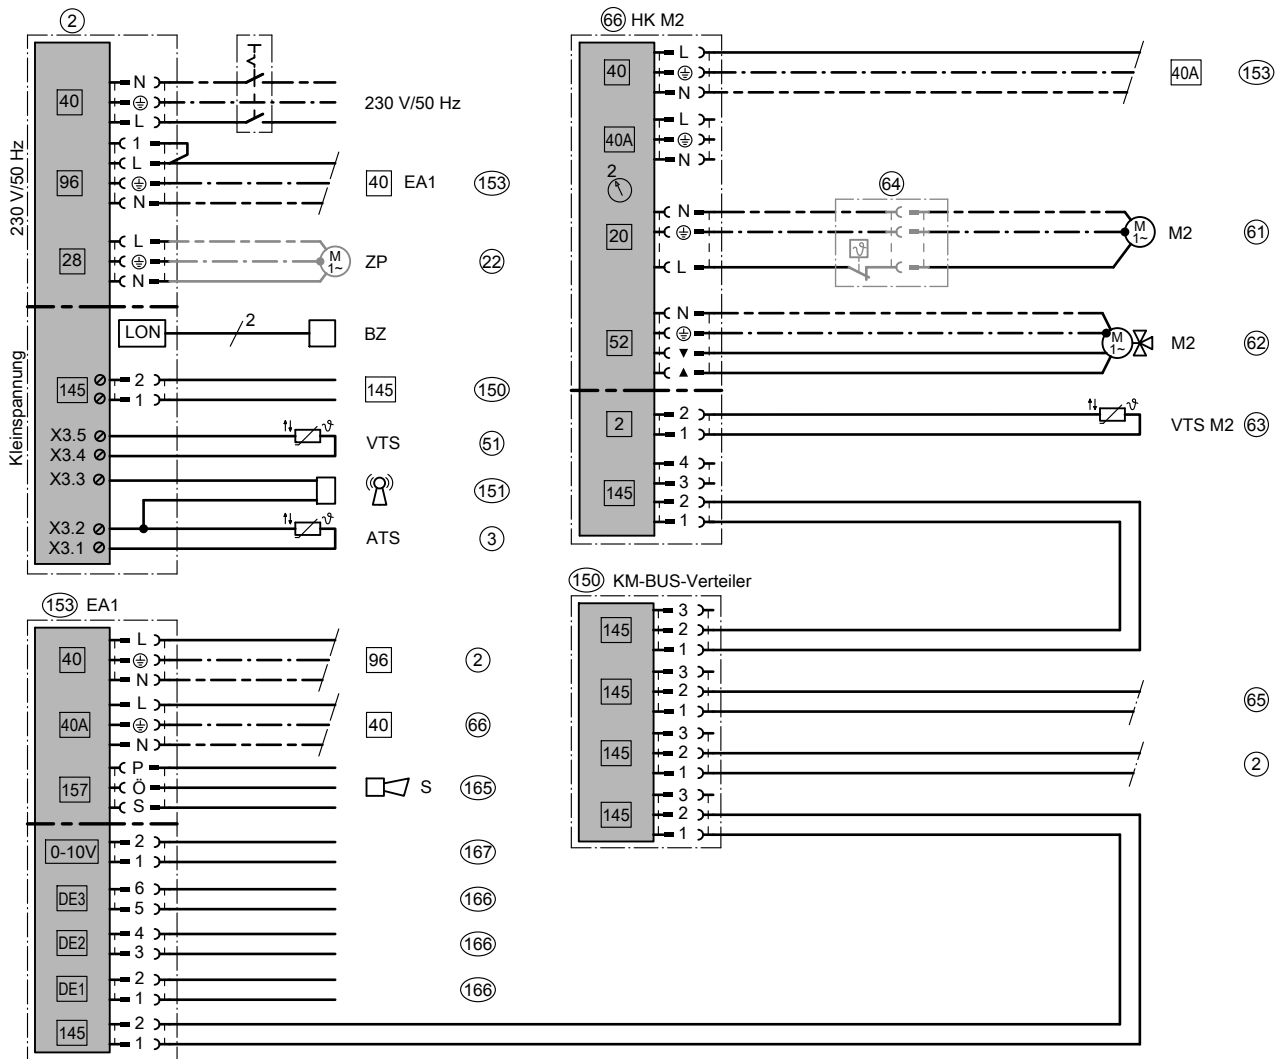 2
230 V/50 Hz
Kleinspannung
40
N
L
230 V/50 Hz
96
1
L
N
40 EA1 153
28
L
N
M
1~
ZP 22
LON 2 BZ
145
2
1
145 150
X3.5
X3.4
ϑ
VTS 51
X3.3
151
X3.2
X3.1
ϑ
ATS 3
153 EA1
40
L
N
96 2
40A
L
N
40 66
157
P
Ö
S
S 165
0-10V
2
1
167
DE3
6
5
166
DE2
4
3
166
DE1
2
1
166
145
2
1
66 HK M2
40
L
N
40A 153
40A
L
N
2
20
N
L
64
ϑ
M
1~
M2 61
52
N
▼
▲
M
1~
M2 62
2
2
1
ϑ
VTS M2 63
145
4
3
2
1
150 KM-BUS-Verteiler
145
3
2
1
145
3
2
1
65
145
3
2
1
2
145
3
2
1